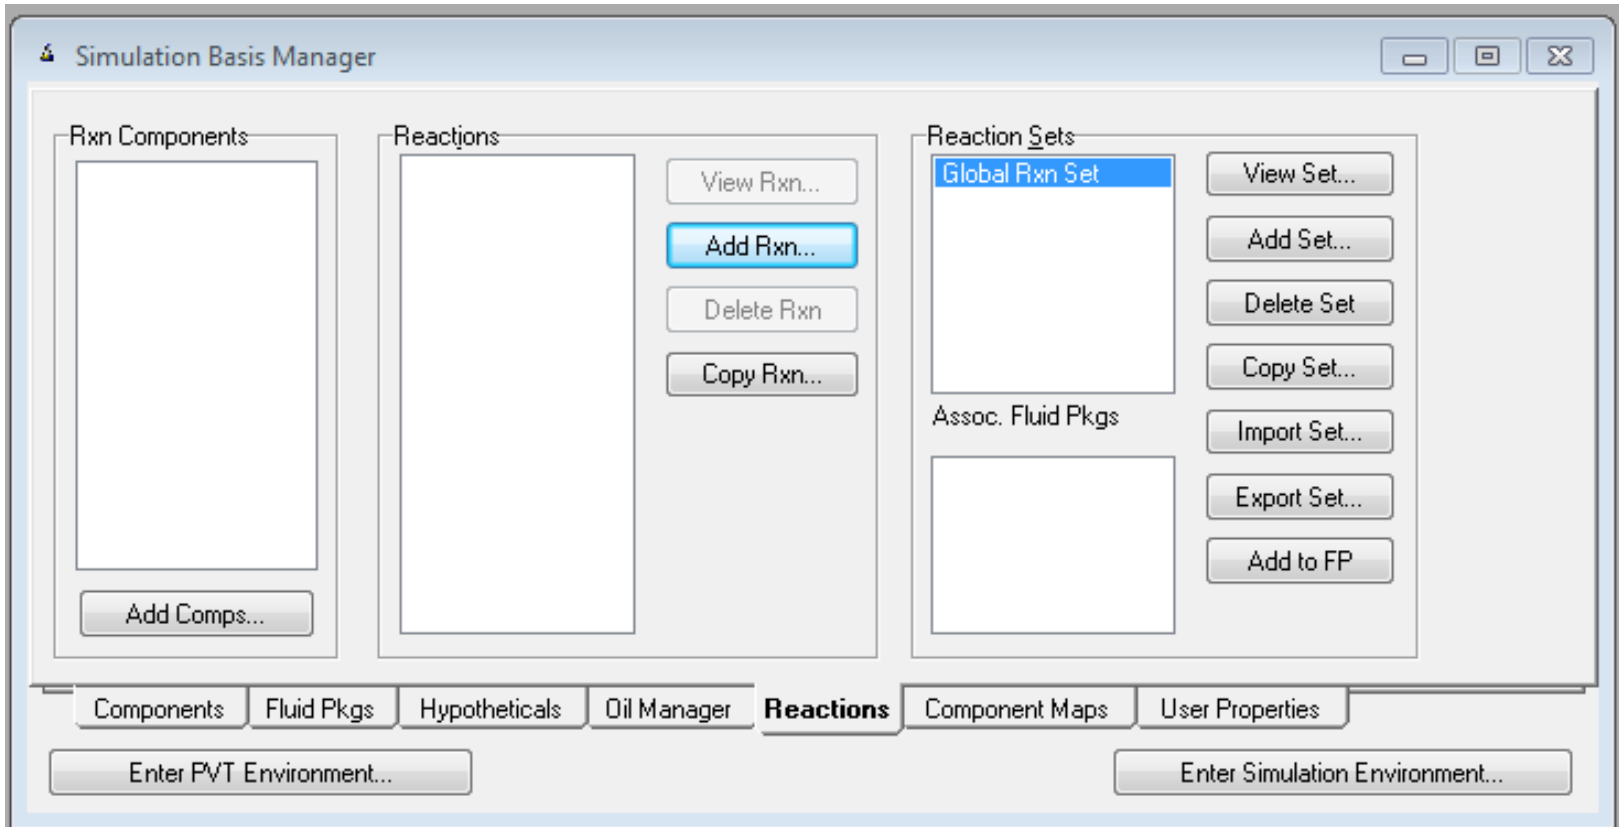 Simulation Basis Manager
Rxn Components
Add Comps...
Reactions
View Rxn...
Add Rxn...
Delete Rxn
Copy Rxn...
Reaction Sets
Global Rxn Set
Assoc. Fluid Pkgs
View Set...
Add Set...
Delete Set
Copy Set...
Import Set...
Export Set...
Add to FP
Components
Fluid Pkgs
Hypotheticals
Oil Manager
Reactions
Component Maps
User Properties
Enter PVT Environment...
Enter Simulation Environment...